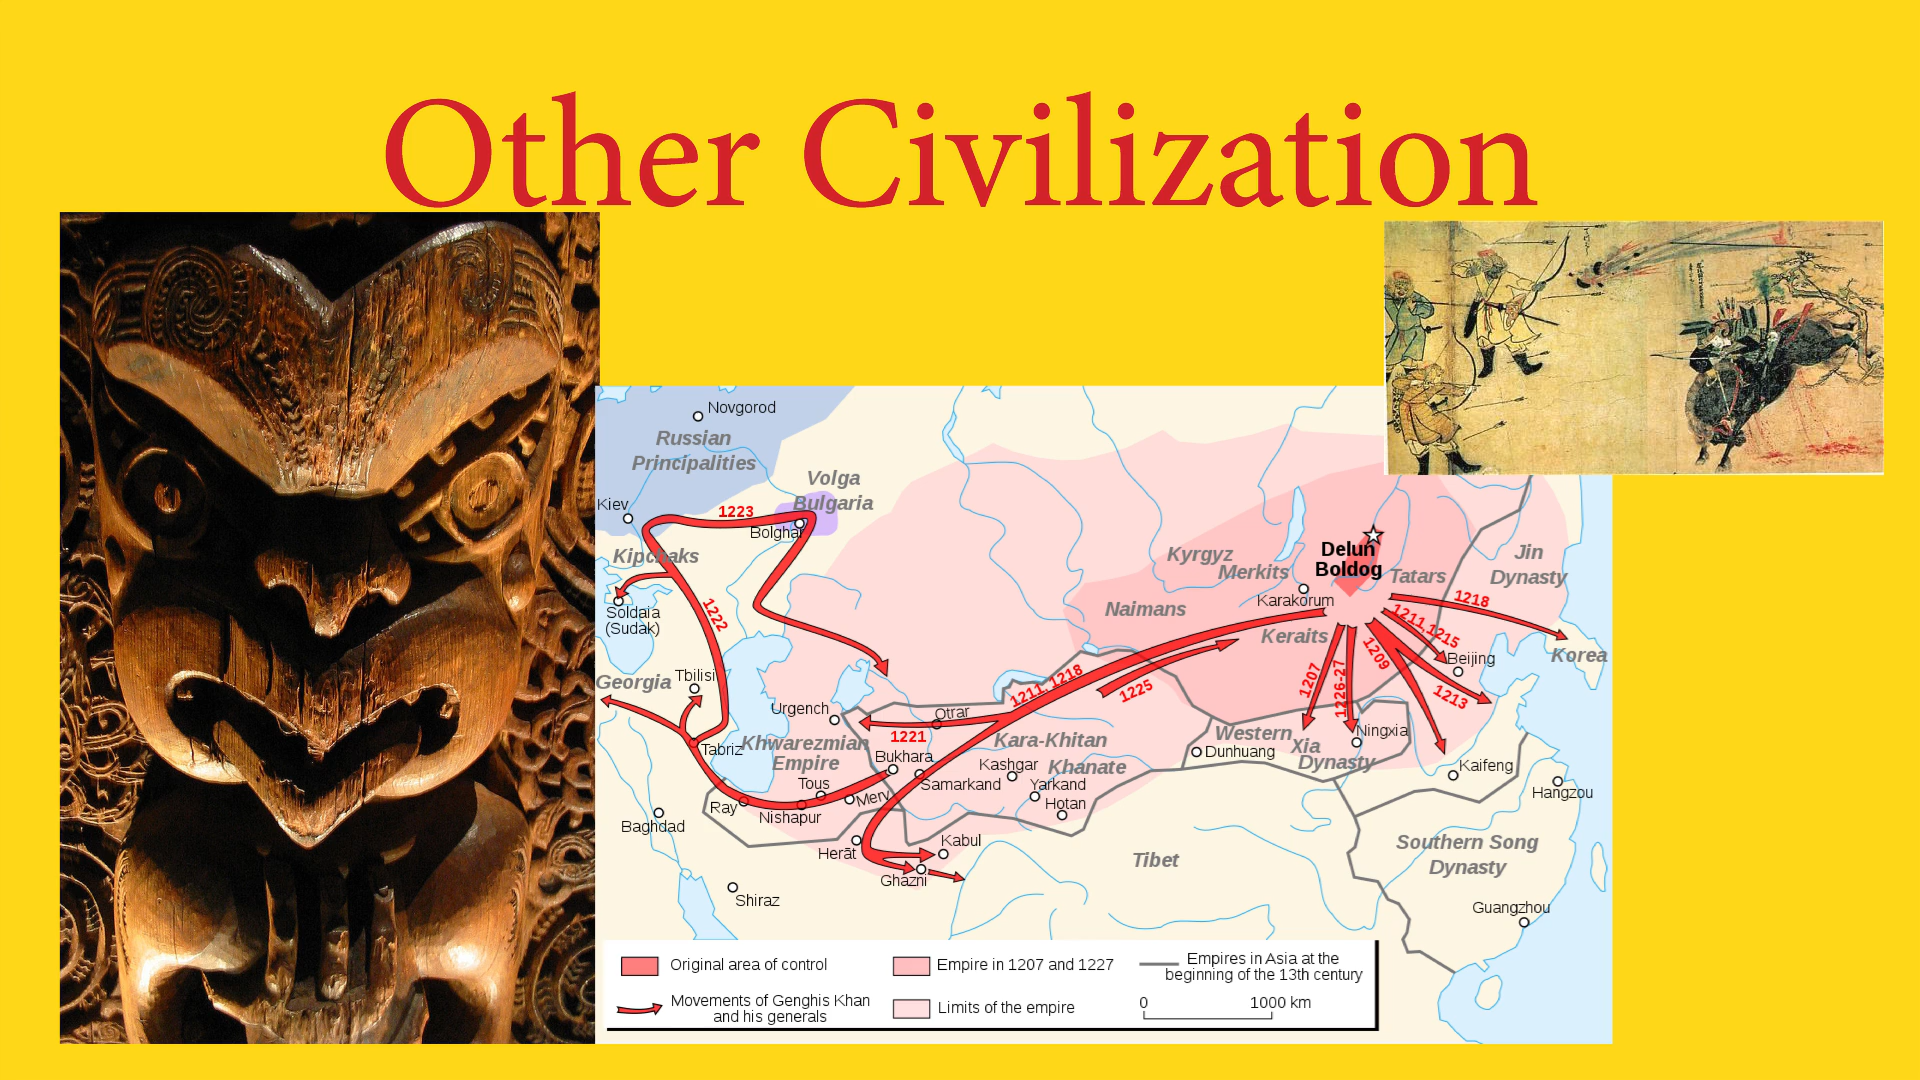 Other Civilization
Novgorod
Russian
Principalities
Volga
Bulgaria
Kiev
1223
Bolghar
Kipchaks
Soldaia
(Sudak)
1222
Georgia
Tbilisi
Tabriz
Urgench
Khwarezmian
Empire
Otrar
1221
Bukhara
Samarkand
Tous
Merv
Ray
Nishapur
Baghdad
Herāt
Kabul
Ghazni
Shiraz
1211, 1218
1225
Kara-Khitan
Khanate
Kashgar
Yarkand
Hotan
Tibet
Kyrgyz
Merkits
Naimans
Keraits
Delun
Boldog
Karakorum
Tatars
Jin
Dynasty
1218
1211,1215
1209
1207
1226-27
1213
Beijing
Korea
Western
Xia
Dynasty
Dunhuang
Ningxia
Kaifeng
Hangzou
Southern Song
Dynasty
Guangzhou
Original area of control
Movements of Genghis Khan
and his generals
Empire in 1207 and 1227
Limits of the empire
Empires in Asia at the
beginning of the 13th century
0 1000 km